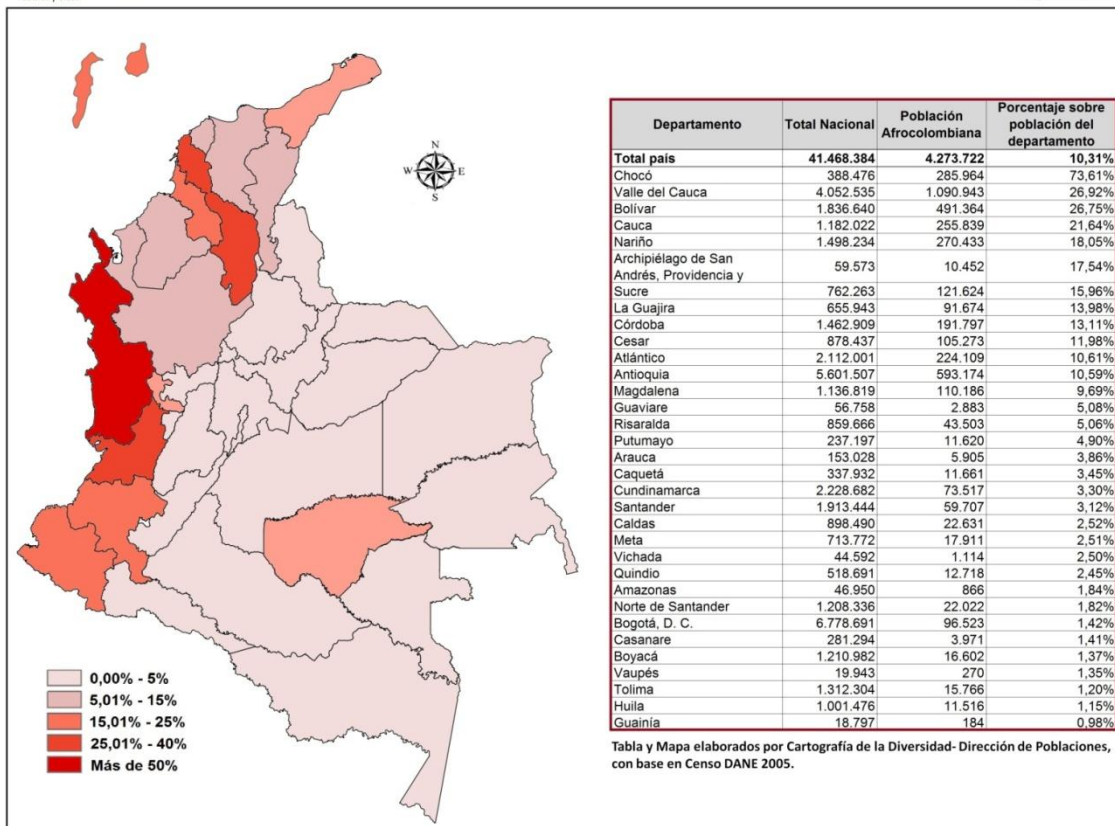 N
W E
S
0,00% - 5%
5,01% - 15%
15,01% - 25%
25,01% - 40%
Más de 50%
Departamento Total Nacional Población Afrocolombiana Porcentaje sobre población del departamento
Total país 41.468.384 4.273.722 10,31%
Chocó 388.476 285.964 73,61%
Valle del Cauca 4.052.535 1.090.943 26,92%
Bolívar 1.836.640 491.364 26,75%
Cauca 1.182.022 255.839 21,64%
Nariño 1.498.234 270.433 18,05%
Archipiélago de San Andrés, Providencia y 59.573 10.452 17,54%
Sucre 762.263 121.624 15,96%
La Guajira 655.943 91.674 13,98%
Córdoba 1.462.909 191.797 13,11%
Cesar 878.437 105.273 11,98%
Atlántico 2.112.001 224.109 10,61%
Antioquia 5.601.507 593.174 10,59%
Magdalena 1.136.819 110.186 9,69%
Guaviare 56.758 2.883 5,08%
Risaralda 859.666 43.503 5,06%
Putumayo 237.197 11.620 4,90%
Arauca 153.028 5.905 3,86%
Caquetá 337.932 11.661 3,45%
Cundinamarca 2.228.682 73.517 3,30%
Santander 1.913.444 59.707 3,12%
Caldas 898.490 22.631 2,52%
Meta 713.772 17.911 2,51%
Vichada 44.592 1.114 2,50%
Quindio 518.691 12.718 2,45%
Amazonas 46.950 866 1,84%
Norte de Santander 1.208.336 22.022 1,82%
Bogotá, D. C. 6.778.691 96.523 1,42%
Casanare 281.294 3.971 1,41%
Boyacá 1.210.982 16.602 1,37%
Vaupés 19.943 270 1,35%
Tolima 1.312.304 15.766 1,20%
Huila 1.001.476 11.516 1,15%
Guainía 18.797 184 0,98%
Tabla y Mapa elaborados por Cartografía de la Diversidad- Dirección de Poblaciones,
con base en Censo DANE 2005.